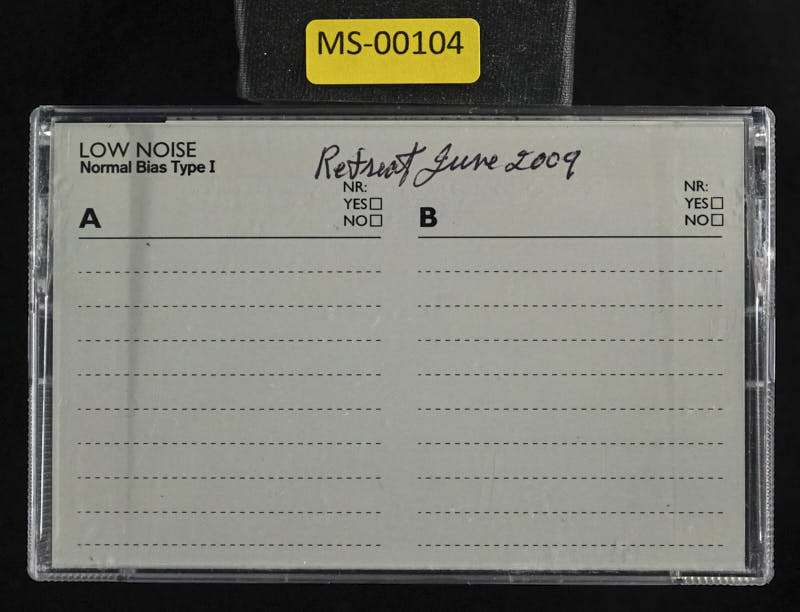 MS-00104
LOW NOISE
Normal Bias Type I
Retreat June 2009
NR:
YES
NO
A
NR:
YES
NO
B